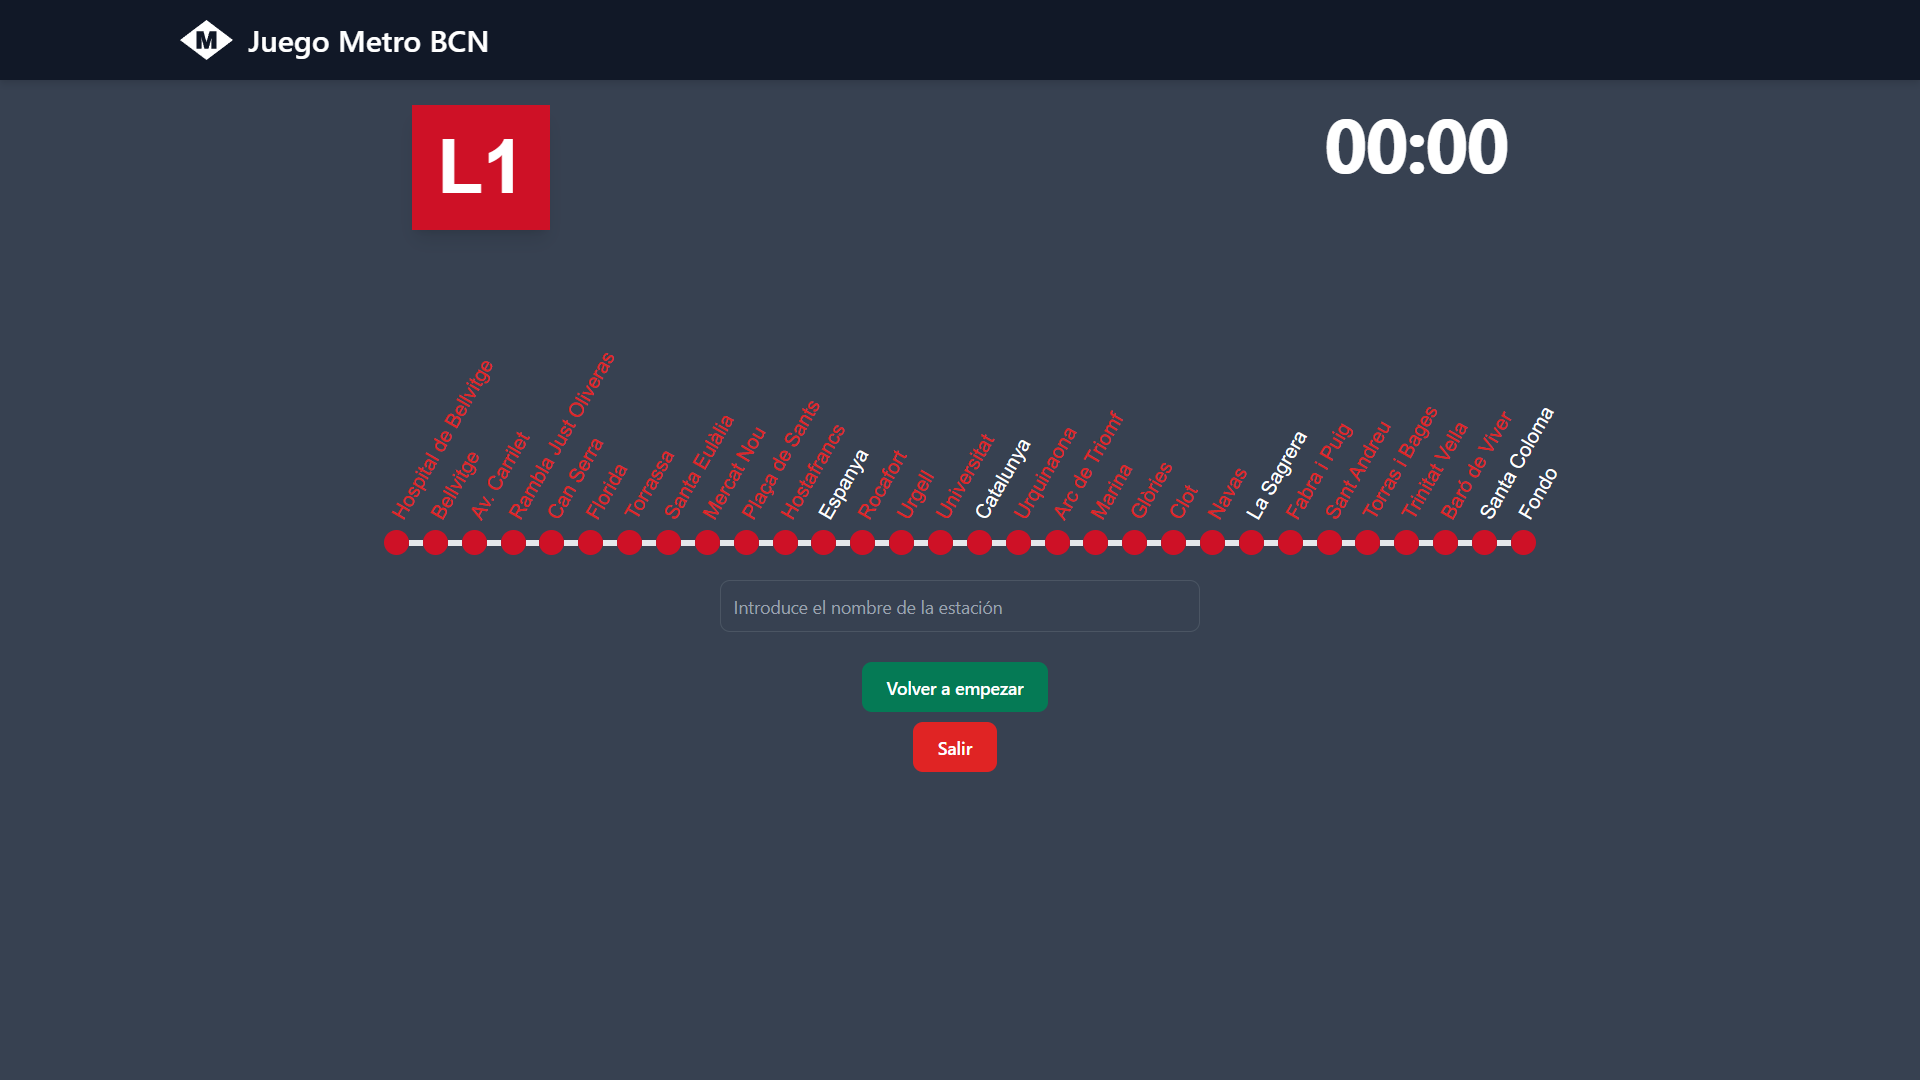 M Juego Metro BCN
L1
00:00
Hospital de Bellvitge
Bellvitge
Av. Carrilet
Rambla Just Oliveras
Can Serra
Florida
Torrassa
Santa Eulàlia
Mercat Nou
Plaça de Sants
Hostafrancs
Espanya
Rocafort
Urgell
Universitat
Catalunya
Urquinaona
Arc de Triomf
Marina
Glòries
Clot
Navas
La Sagrera
Fabra i Puig
Sant Andreu
Torras i Bages
Trinitat Vella
Baró de Viver
Santa Coloma
Fondo
Introduce el nombre de la estación
Volver a empezar
Salir